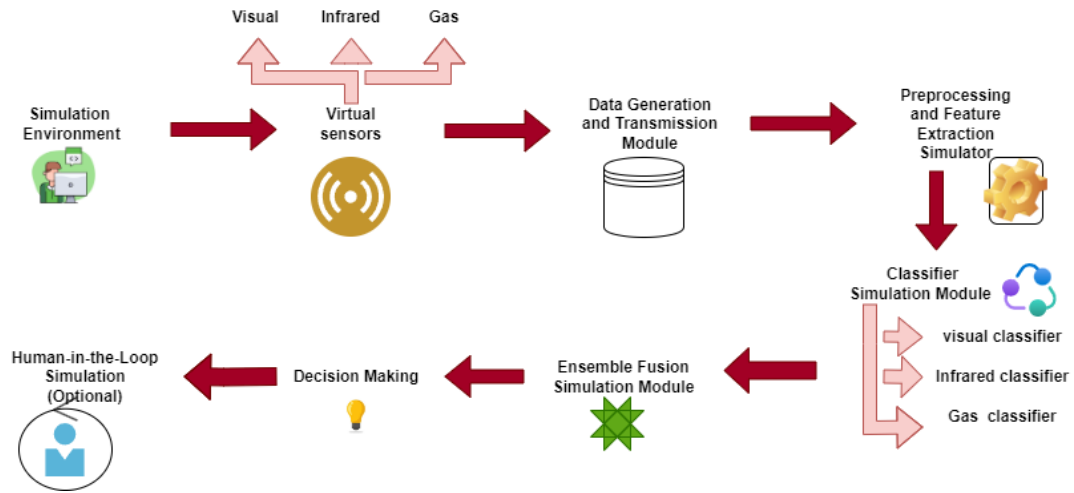 Visual
Infrared
Gas
Simulation
Environment
Virtual
sensors
Data Generation
and Transmission
Module
Preprocessing
and Feature
Extraction
Simulator
Classifier
Simulation Module
visual classifier
Infrared classifier
Gas classifier
Ensemble Fusion
Simulation Module
Decision Making
Human-in-the-Loop
Simulation
(Optional)